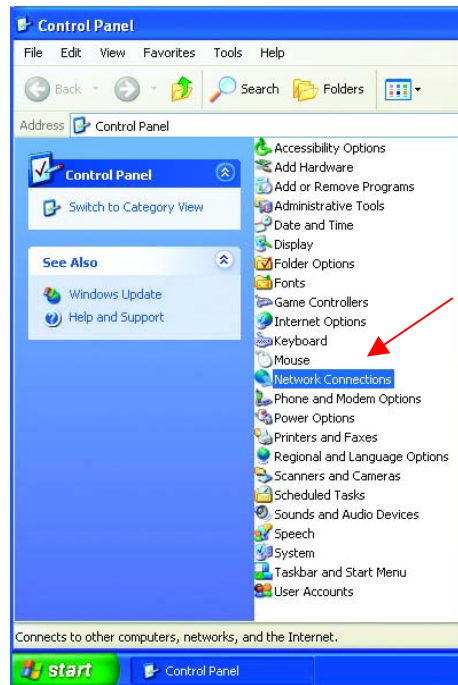 Control Panel
File Edit View Favorites Tools Help
Back Search Folders
Address Control Panel
Control Panel
Switch to Category View
See Also
Windows Update
Help and Support
Accessibility Options
Add Hardware
Add or Remove Programs
Administrative Tools
Date and Time
Display
Folder Options
Fonts
Game Controllers
Internet Options
Keyboard
Mouse
Network Connections
Phone and Modem Options
Power Options
Printers and Faxes
Regional and Language Options
Scanners and Cameras
Scheduled Tasks
Sounds and Audio Devices
Speech
System
Taskbar and Start Menu
User Accounts
Connects to other computers, networks, and the Internet.
start Control Panel